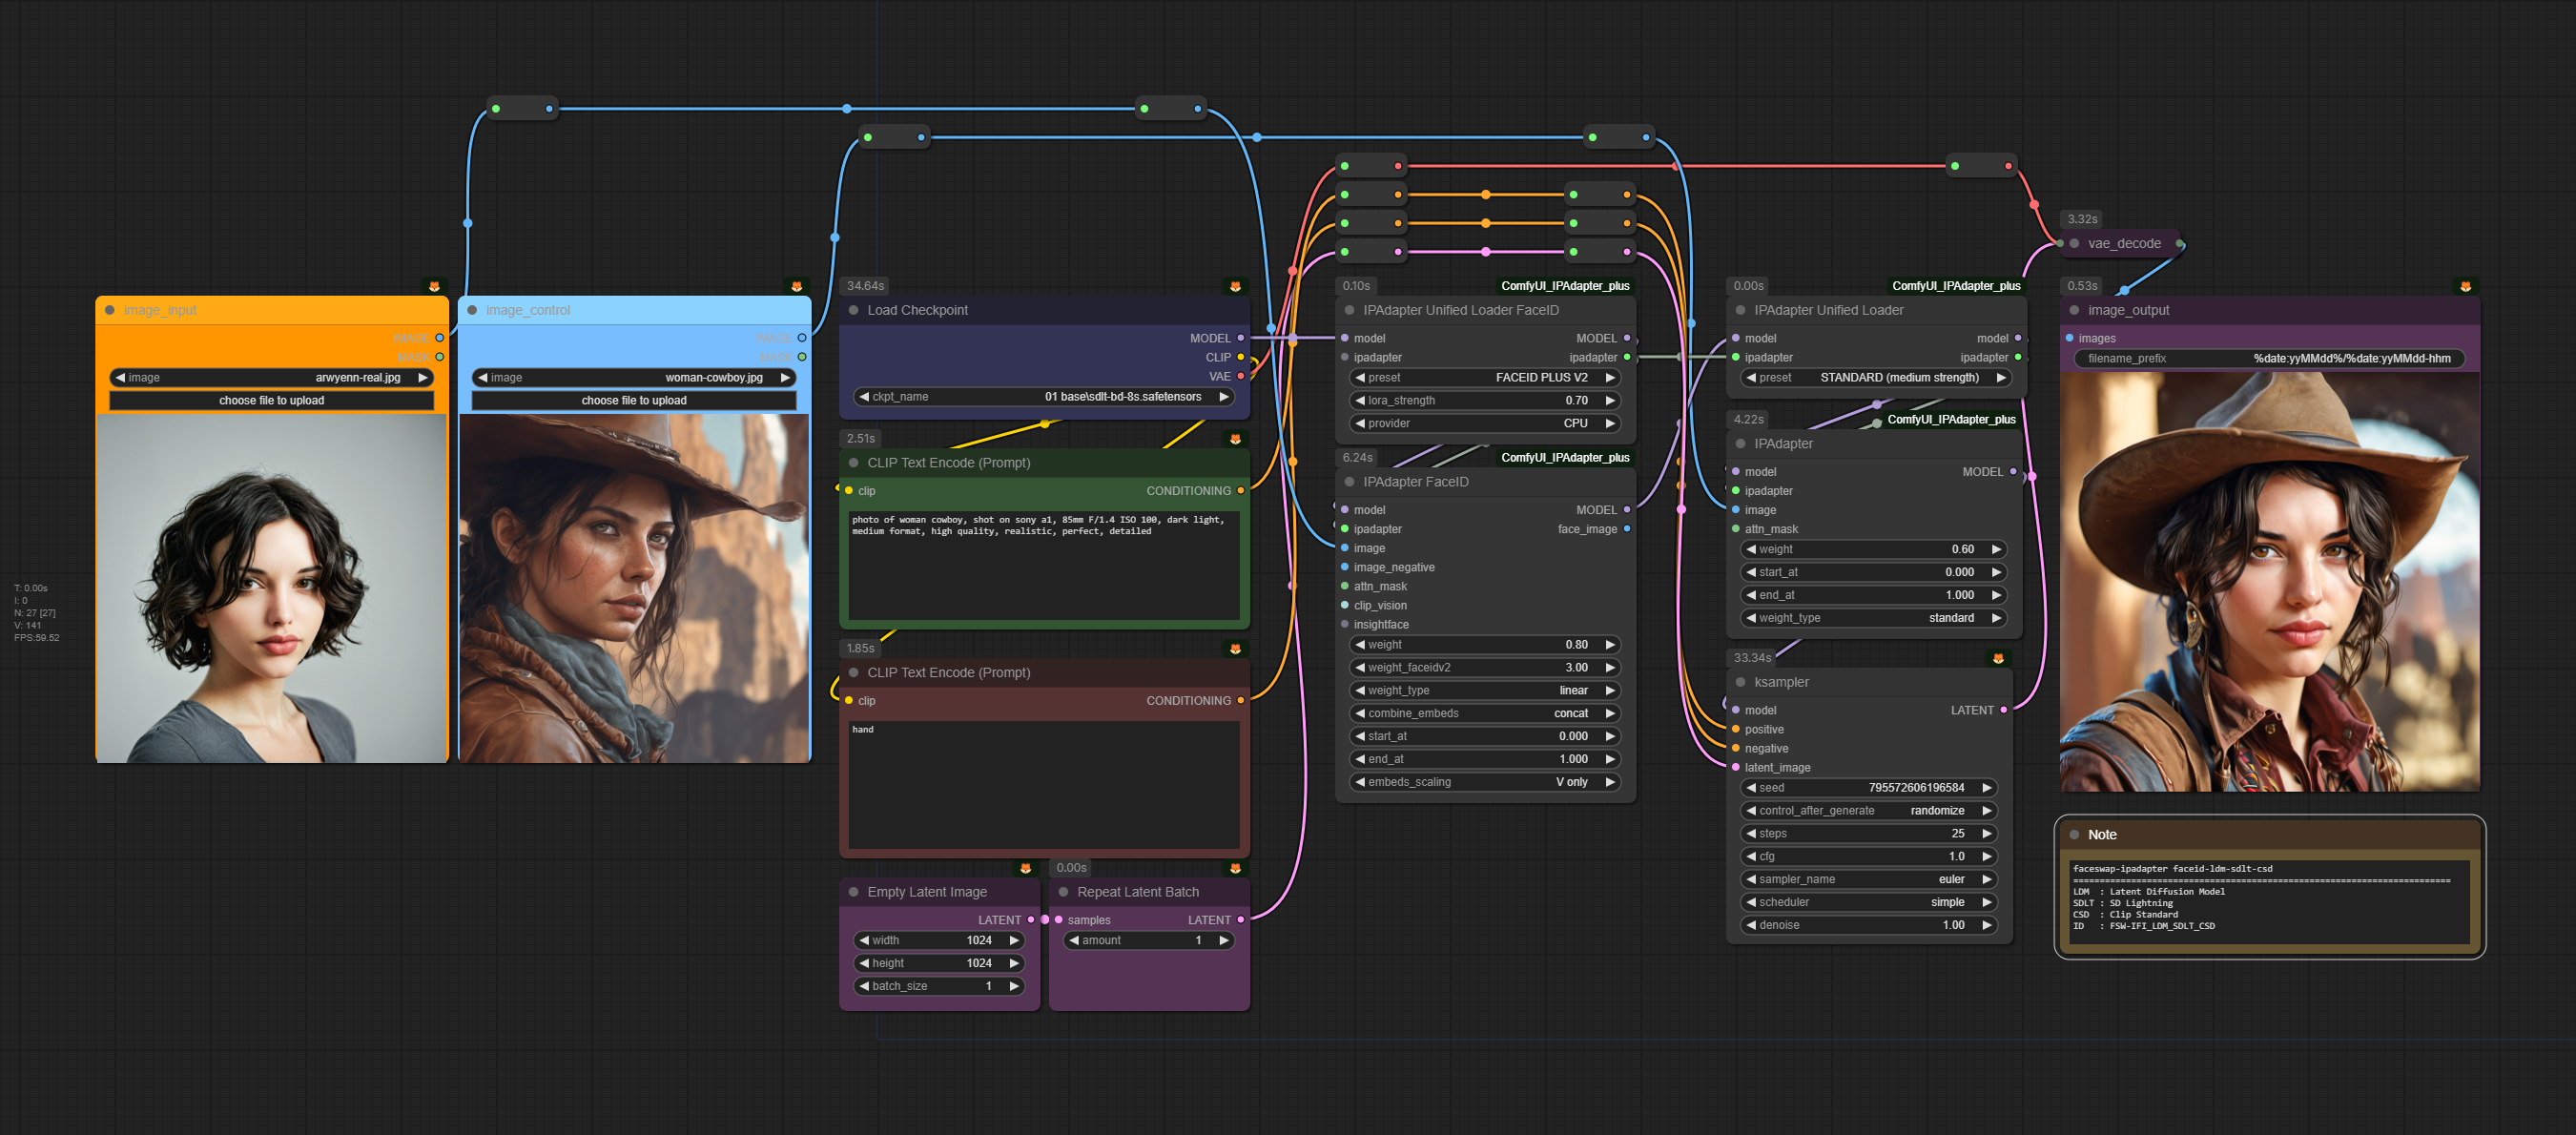 T: 0.00s
I: 0
N: 27 [27]
V: 141
FPS:59.52
image_input
IMAGE
MASK
image arwyenn-real.jpg
choose file to upload
image_control
IMAGE
MASK
image woman-cowboy.jpg
choose file to upload
34.64s
Load Checkpoint
MODEL
CLIP
VAE
ckpt_name 01 base\sdlt-bd-8s.safetensors
2.51s
CLIP Text Encode (Prompt)
clip CONDITIONING
photo of woman cowboy, shot on sony a1, 85mm F/1.4 ISO 100, dark light,
medium format, high quality, realistic, perfect, detailed
1.85s
CLIP Text Encode (Prompt)
clip CONDITIONING
hand
Empty Latent Image
LATENT
width 1024
height 1024
batch_size 1
0.00s
Repeat Latent Batch
samples LATENT
amount 1
0.10s ComfyUI_IPAdapter_plus
IPAdapter Unified Loader FaceID
model MODEL
ipadapter ipadapter
preset FACEID PLUS V2
lora_strength 0.70
provider CPU
6.24s ComfyUI_IPAdapter_plus
IPAdapter FaceID
model MODEL
ipadapter face_image
image
image_negative
attn_mask
clip_vision
insightface
weight 0.80
weight_faceidv2 3.00
weight_type linear
combine_embeds concat
start_at 0.000
end_at 1.000
embeds_scaling V only
0.00s ComfyUI_IPAdapter_plus
IPAdapter Unified Loader
model model
ipadapter ipadapter
preset STANDARD (medium strength)
4.22s ComfyUI_IPAdapter_plus
IPAdapter
model MODEL
ipadapter
image
attn_mask
weight 0.60
start_at 0.000
end_at 1.000
weight_type standard
33.34s
ksampler
model LATENT
positive
negative
latent_image
seed 795572606196584
control_after_generate randomize
steps 25
cfg 1.0
sampler_name euler
scheduler simple
denoise 1.00
3.32s
vae_decode
0.53s
image_output
images
filename_prefix %date:yyMMdd%/%date:yyMMdd-hhm
Note
faceswap-ipadapter faceid-ldm-sdlt-csd
LDM : Latent Diffusion Model
SDLT : SD Lightning
CSD : Clip Standard
ID : FSW-IFI_LDM_SDLT_CSD